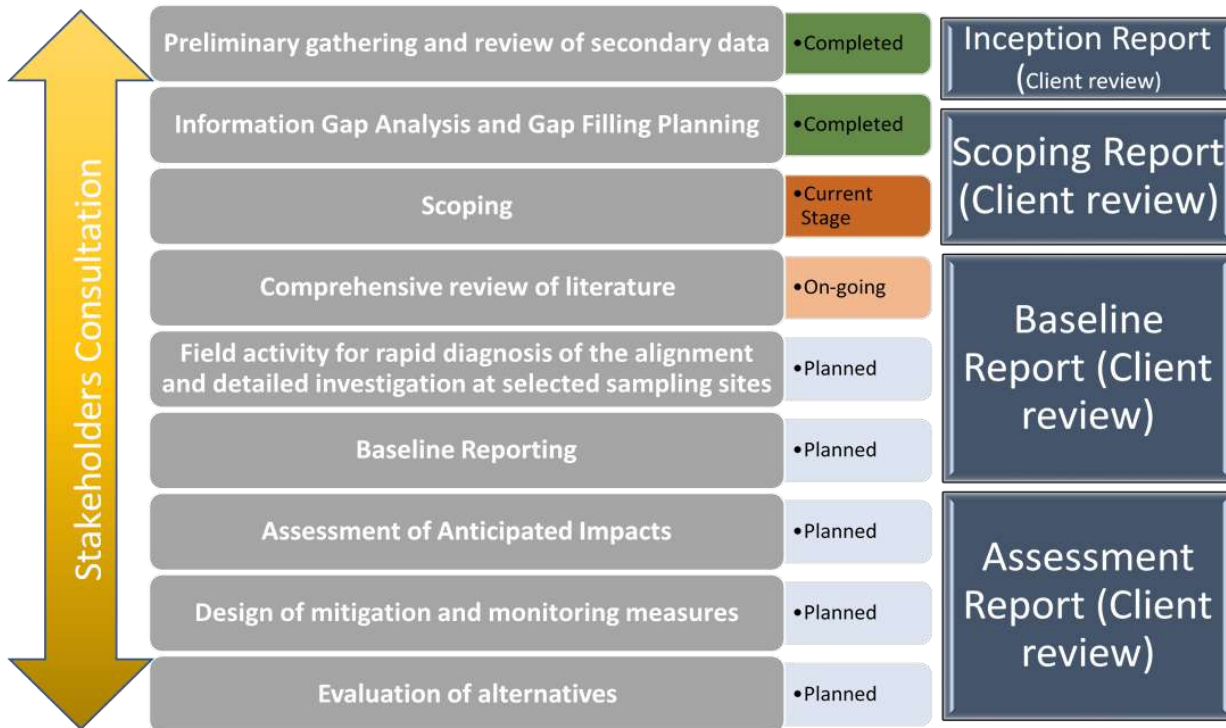 Stakeholders Consultation
Preliminary gathering and review of secondary data
•Completed
Inception Report
(Client review)
Information Gap Analysis and Gap Filling Planning
•Completed
Scoping Report
(Client review)
Scoping
•Current
Stage
Comprehensive review of literature
•On-going
Baseline
Report (Client
review)
Field activity for rapid diagnosis of the alignment
and detailed investigation at selected sampling sites
•Planned
Baseline Reporting
•Planned
Assessment of Anticipated Impacts
•Planned
Assessment
Report (Client
review)
Design of mitigation and monitoring measures
•Planned
Evaluation of alternatives
•Planned